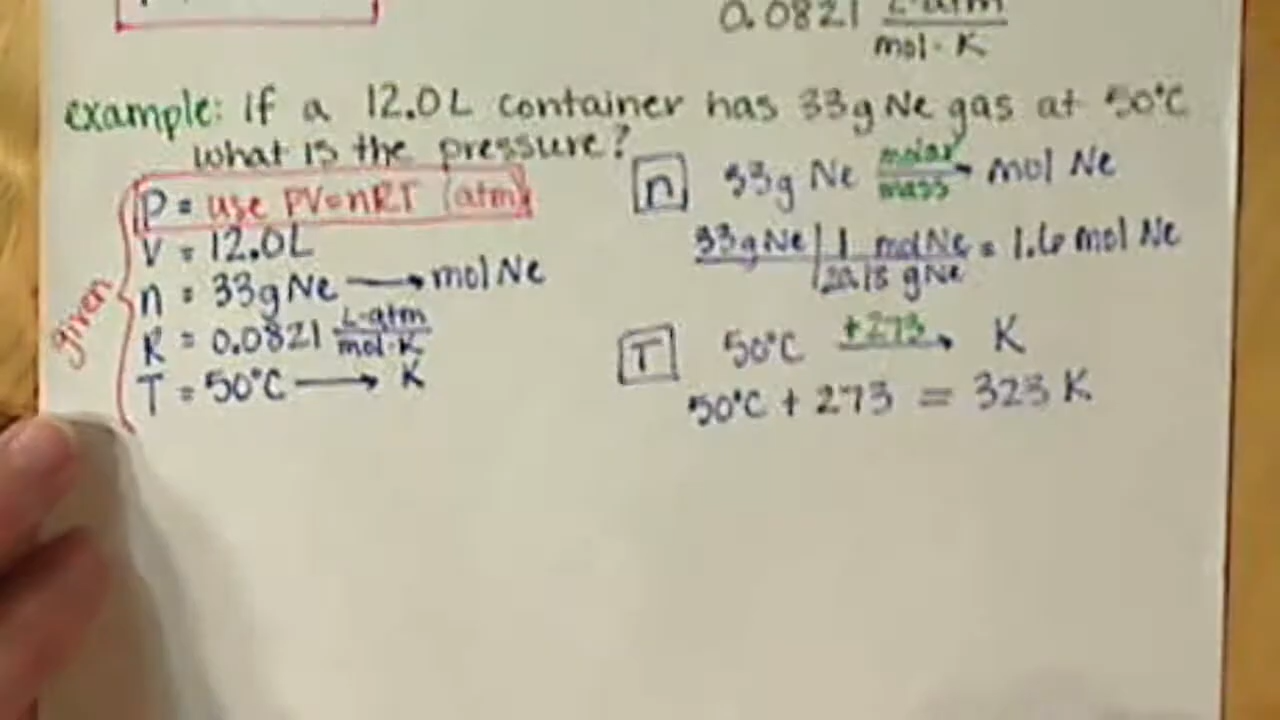 0.0821 L·atm
mol·K
example: if a 12.0L container has 33g Ne gas at 50°C
what is the pressure?
given
P = use PV=nRT (atm)
V = 12.0L
n = 33g Ne → mol Ne
R = 0.0821 L·atm
mol·K
T = 50°C → K
n 33g Ne molar → mol Ne
mass
33g Ne | 1 mol Ne = 1.6 mol Ne
20.18 g Ne
T 50°C +273 → K
50°C + 273 = 323 K